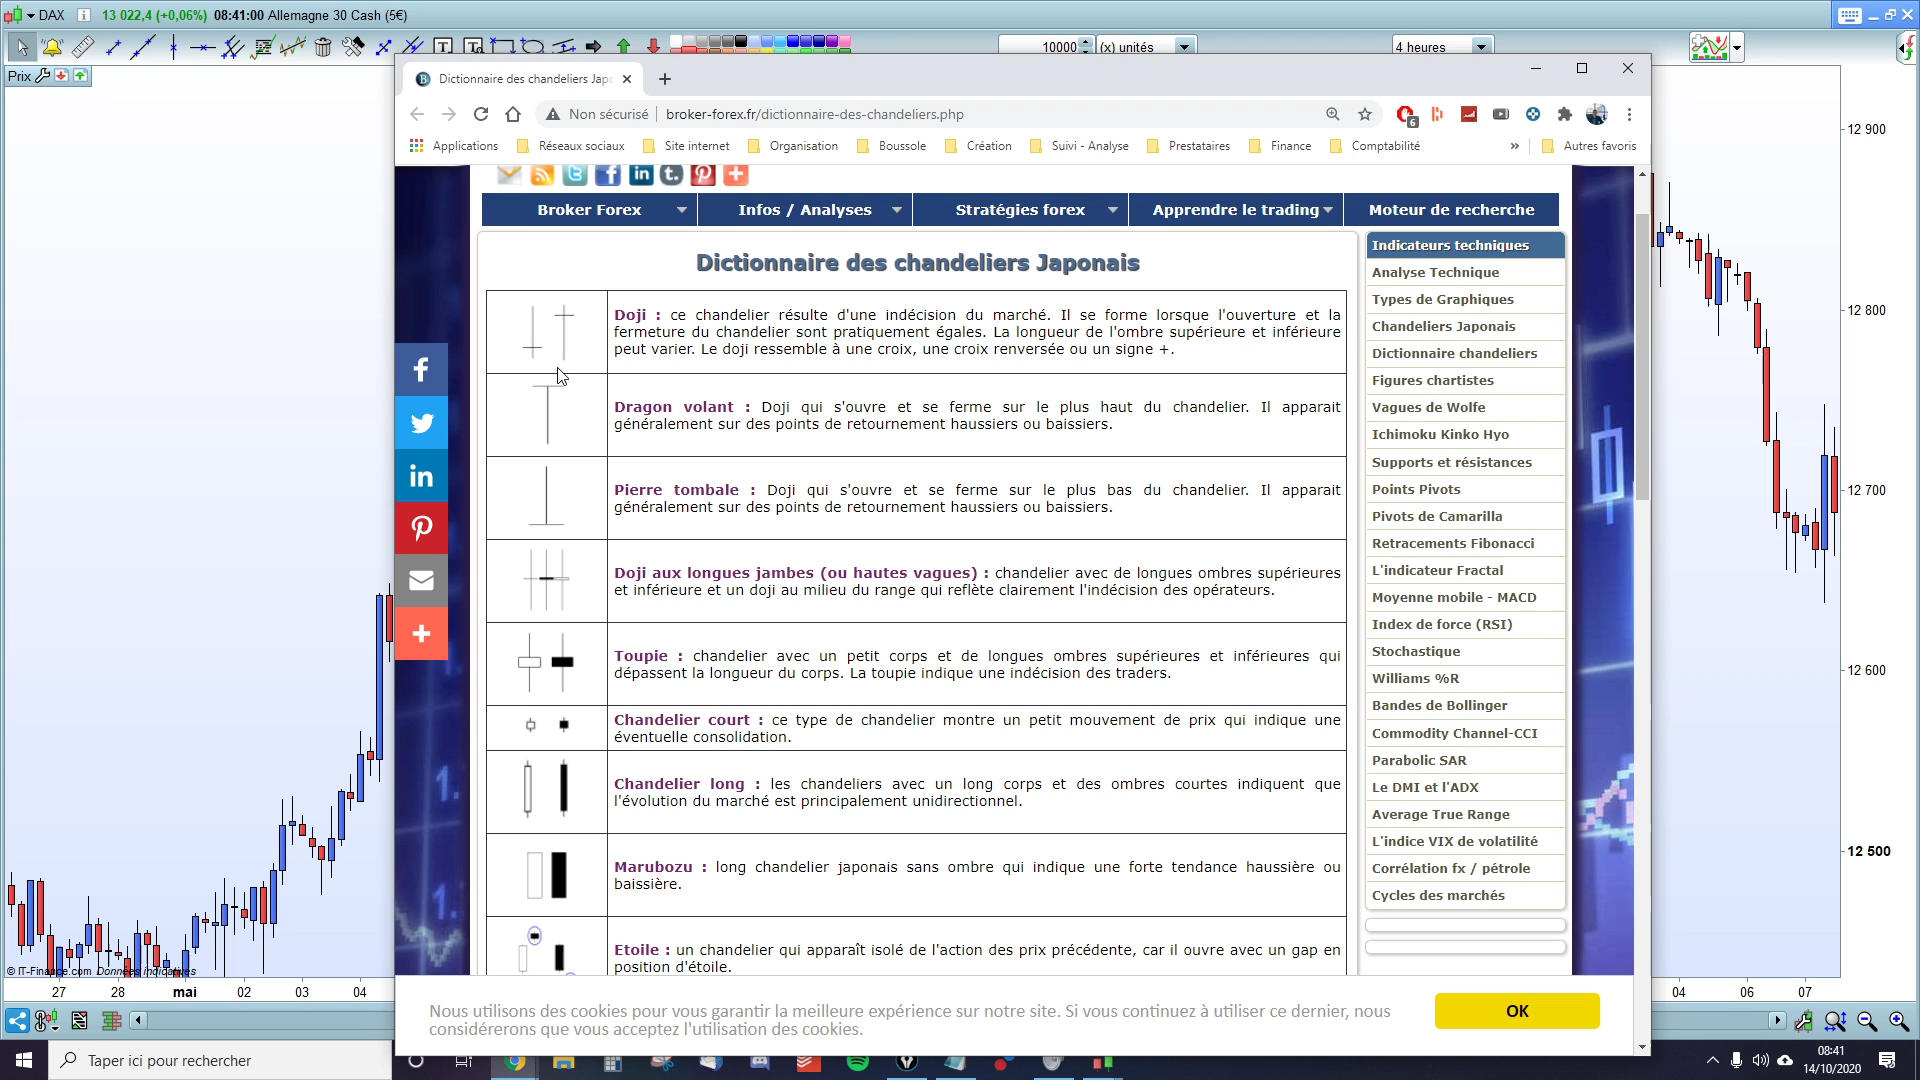 DAX
13 022,4 (+0,06%) 08:41:00 Allemagne 30 Cash (5€)
10000 (x) unités
4 heures
Prix
Dictionnaire des chandeliers Japo
Non sécurisé
broker-forex.fr/dictionnaire-des-chandeliers.php
6
Applications
Réseaux sociaux
Site internet
Organisation
Boussole
Création
Suivi - Analyse
Prestataires
Finance
Comptabilité
»
Autres favoris
Broker Forex
Infos / Analyses
Stratégies forex
Apprendre le trading
Moteur de recherche
Dictionnaire des chandeliers Japonais
Doji : ce chandelier résulte d'une indécision du marché. Il se forme lorsque l'ouverture et la
fermeture du chandelier sont pratiquement égales. La longueur de l'ombre supérieure et inférieure
peut varier. Le doji ressemble à une croix, une croix renversée ou un signe +.
Dragon volant : Doji qui s'ouvre et se ferme sur le plus haut du chandelier. Il apparait
généralement sur des points de retournement haussiers ou baissiers.
Pierre tombale : Doji qui s'ouvre et se ferme sur le plus bas du chandelier. Il apparait
généralement sur des points de retournement haussiers ou baissiers.
Doji aux longues jambes (ou hautes vagues) : chandelier avec de longues ombres supérieures
et inférieure et un doji au milieu du range qui reflète clairement l'indécision des opérateurs.
Toupie : chandelier avec un petit corps et de longues ombres supérieures et inférieures qui
dépassent la longueur du corps. La toupie indique une indécision des traders.
Chandelier court : ce type de chandelier montre un petit mouvement de prix qui indique une
éventuelle consolidation.
Chandelier long : les chandeliers avec un long corps et des ombres courtes indiquent que
l'évolution du marché est principalement unidirectionnel.
Marubozu : long chandelier japonais sans ombre qui indique une forte tendance haussière ou
baissière.
Etoile : un chandelier qui apparaît isolé de l'action des prix précédente, car il ouvre avec un gap en
position d'étoile.
Indicateurs techniques
Analyse Technique
Types de Graphiques
Chandeliers Japonais
Dictionnaire chandeliers
Figures chartistes
Vagues de Wolfe
Ichimoku Kinko Hyo
Supports et résistances
Points Pivots
Pivots de Camarilla
Retracements Fibonacci
L'indicateur Fractal
Moyenne mobile - MACD
Index de force (RSI)
Stochastique
Williams %R
Bandes de Bollinger
Commodity Channel-CCI
Parabolic SAR
Le DMI et l'ADX
Average True Range
L'indice VIX de volatilité
Corrélation fx / pétrole
Cycles des marchés
Nous utilisons des cookies pour vous garantir la meilleure expérience sur notre site. Si vous continuez à utiliser ce dernier, nous
considérerons que vous acceptez l'utilisation des cookies.
OK
12 900
12 800
12 700
12 600
12 500
© IT-Finance.com Données indicatives
27
28
mai
02
03
04
04
06
07
Taper ici pour rechercher
08:41
14/10/2020